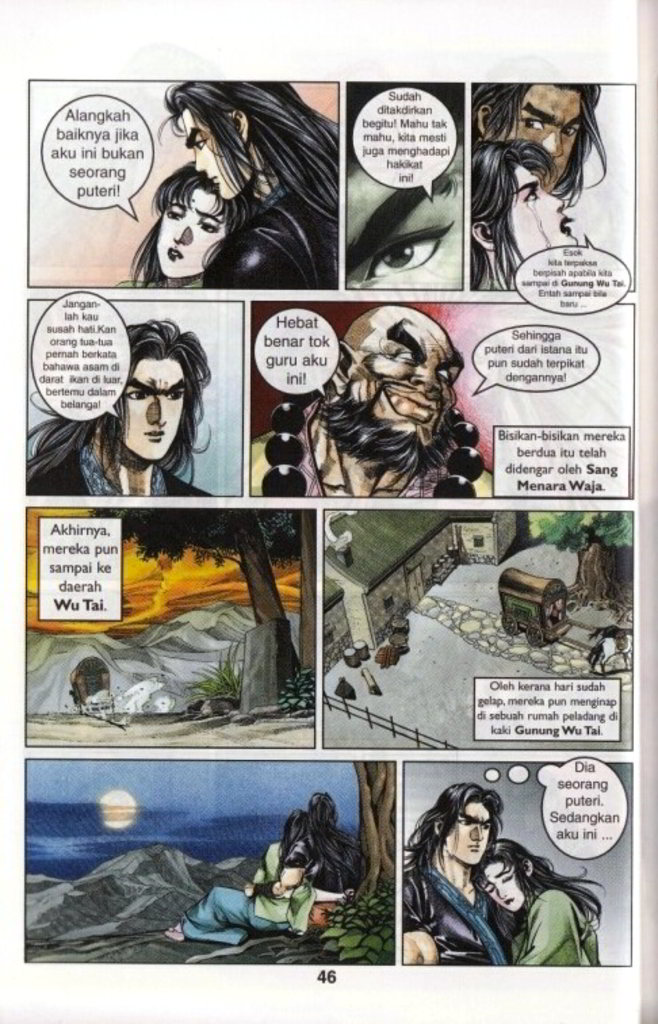 Alangkah
baiknya jika
aku ini bukan
seorang
puteri!
Sudah
ditakdirkan
begitu! Mahu tak
mahu, kita mesti
juga menghadapi
hakikat
ini!
Esok
kita terpaksa
berpisah apabila kita
sampai di Gunung Wu Tai.
Entah sampai bila
baru ...
Jangan-
lah kau
susah hati.Kan
orang tua-tua
pernah berkata
bahawa asam di
darat ikan di luar,
bertemu dalam
belanga!
Hebat
benar tok
guru aku
ini!
Sehingga
puteri dari istana itu
pun sudah terpikat
dengannya!
Bisikan-bisikan mereka
berdua itu telah
didengar oleh Sang
Menara Waja.
Akhirnya,
mereka pun
sampai ke
daerah
Wu Tai.
Oleh kerana hari sudah
gelap, mereka pun menginap
di sebuah rumah peladang di
kaki Gunung Wu Tai.
Dia
seorang
puteri.
Sedangkan
aku ini ...
46